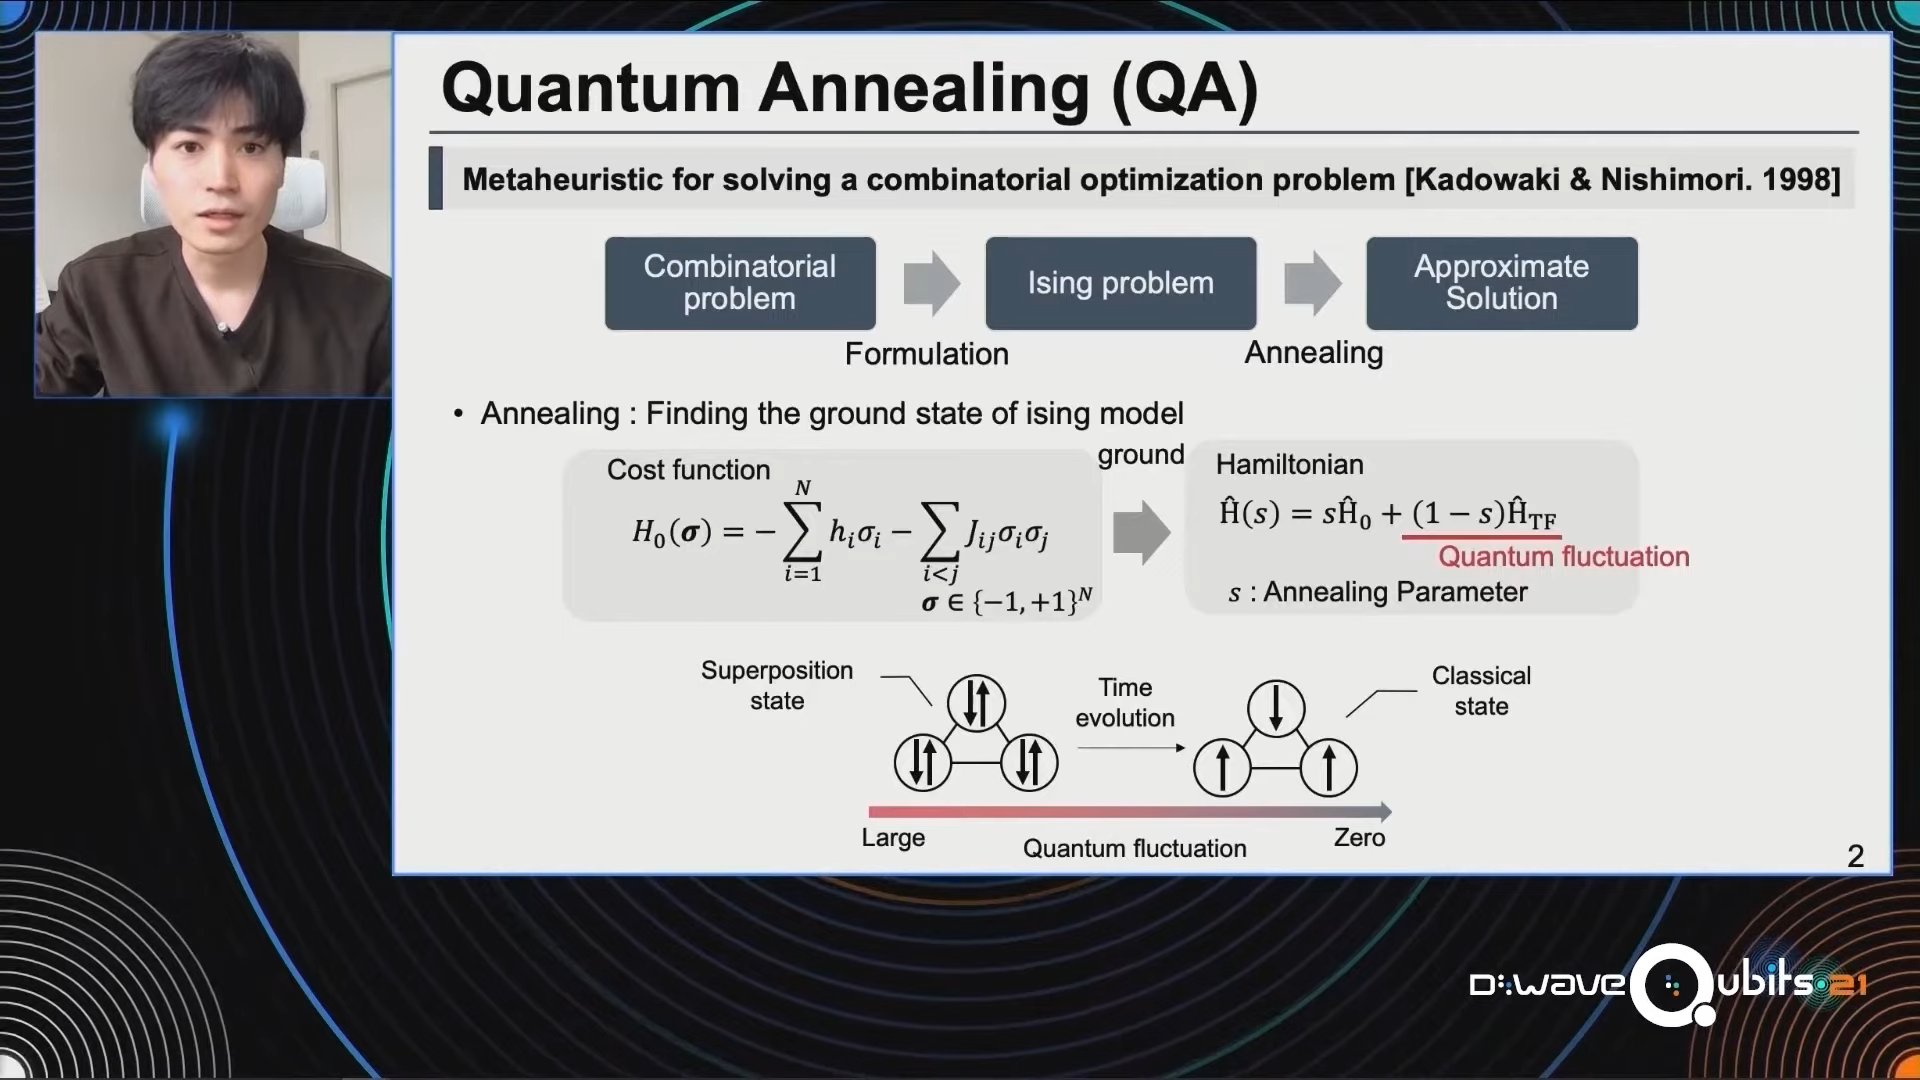 Quantum Annealing (QA)
Metaheuristic for solving a combinatorial optimization problem [Kadowaki & Nishimori. 1998]
Combinatorial
problem
Ising problem
Approximate
Solution
Formulation
Annealing
• Annealing : Finding the ground state of ising model
ground
Cost function
H₀(σ) = − ∑_{i=1}^{N} hᵢσᵢ − ∑_{i<j} Jᵢⱼσᵢσⱼ
σ ∈ {−1, +1}ᴺ
Hamiltonian
Ĥ(s) = sĤ₀ + (1 − s)Ĥ_TF
Quantum fluctuation
s : Annealing Parameter
Superposition
state
Time
evolution
Classical
state
Large
Quantum fluctuation
Zero
2
D:wave Qubits 21